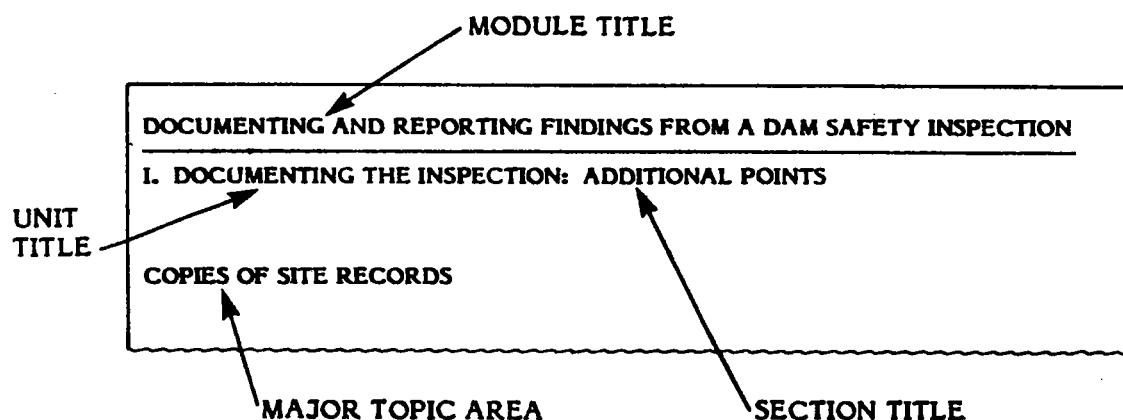 MODULE TITLE
DOCUMENTING AND REPORTING FINDINGS FROM A DAM SAFETY INSPECTION
I. DOCUMENTING THE INSPECTION: ADDITIONAL POINTS
UNIT
TITLE
COPIES OF SITE RECORDS
MAJOR TOPIC AREA
SECTION TITLE